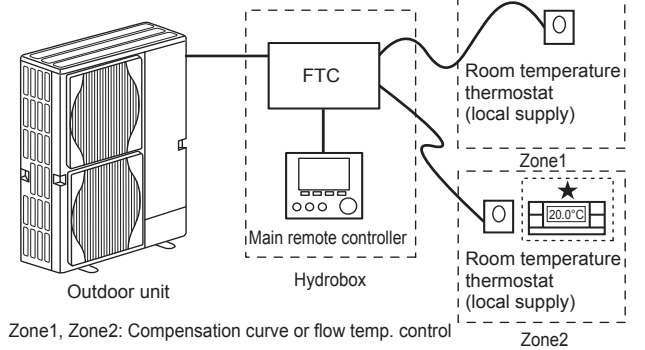 FTC
Room temperature
thermostat
(local supply)
Zone1
20.0°C
Main remote controller
Room temperature
thermostat
(local supply)
Hydrobox
Outdoor unit
Zone1, Zone2: Compensation curve or flow temp. control
Zone2